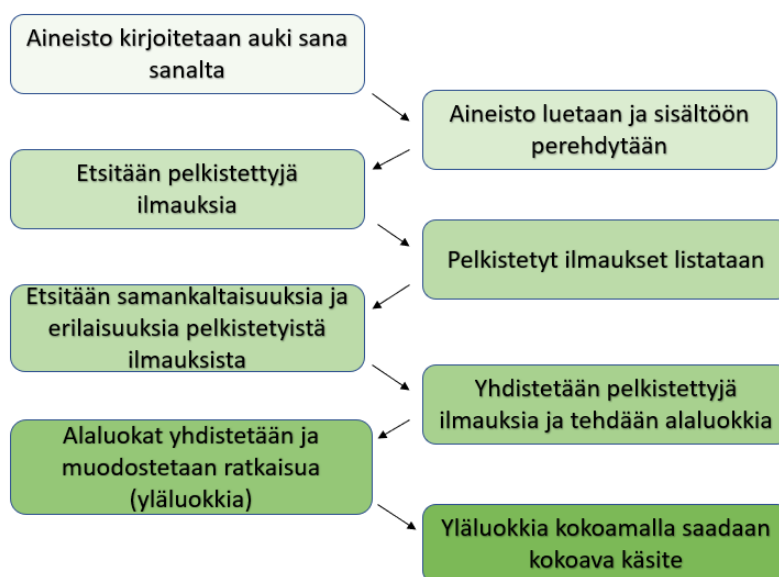 Aineisto kirjoitetaan auki sana
sanalta
Aineisto luetaan ja sisältöön
perehdytään
Etsitään pelkistettyjä
ilmauksia
Pelkistetyt ilmaukset listataan
Etsitään samankaltaisuuksia ja
erilaisuuksia pelkistetyistä
ilmauksista
Yhdistetään pelkistettyjä
ilmauksia ja tehdään alaluokkia
Alaluokat yhdistetään ja
muodostetaan ratkaisua
(yläluokkia)
Yläluokkia kokoamalla saadaan
kokoava käsite